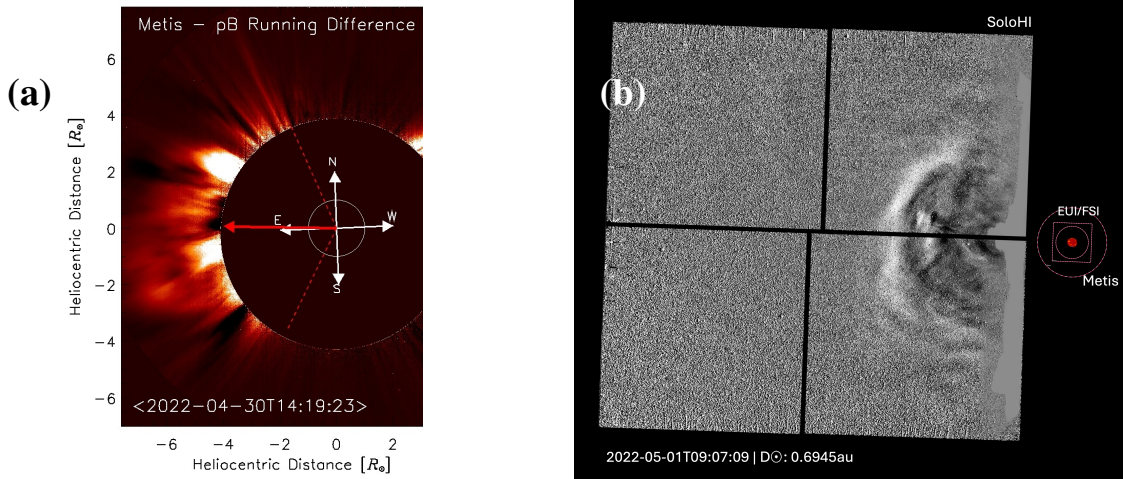 (a)
Metis − pB Running Difference
Heliocentric Distance [R⊙]
6
4
2
0
−2
−4
−6
N
E
W
S
<2022−04−30T14:19:23>
−6 −4 −2 0 2
Heliocentric Distance [R⊙]
(b)
SoloHI
EUI/FSI
Metis
2022-05-01T09:07:09 | D⊙: 0.6945au